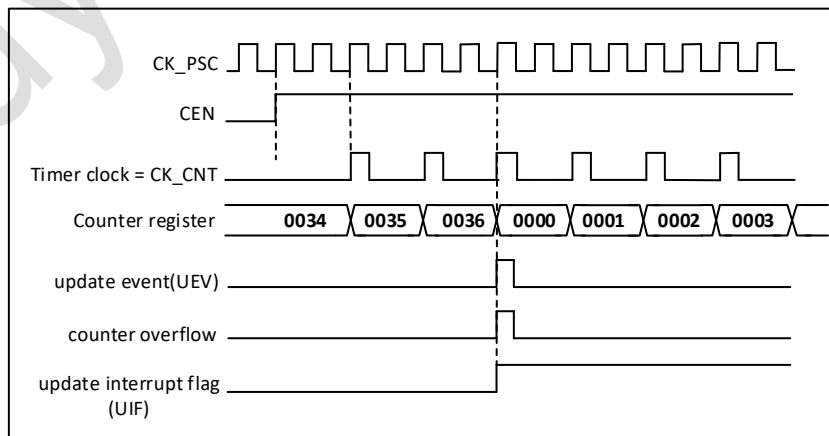 CK_PSC
CEN
Timer clock = CK_CNT
Counter register 0034 0035 0036 0000 0001 0002 0003
update event(UEV)
counter overflow
update interrupt flag
(UIF)